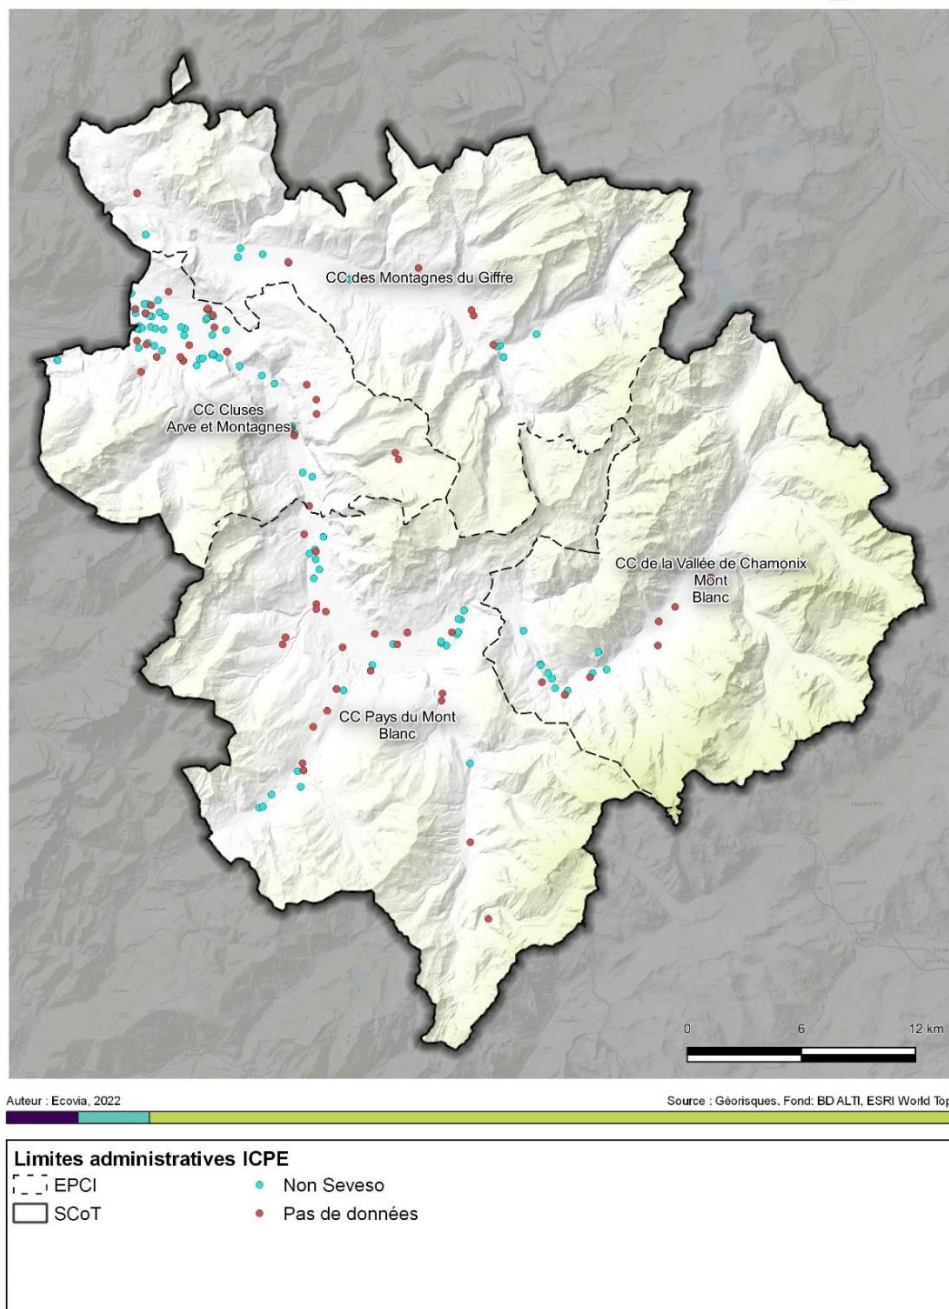 CC des Montagnes du Giffre
CC Cluses
Arve et Montagnes
CC de la Vallée de Chamonix
Mont
Blanc
CC Pays du Mont
Blanc
0 6 12 km
Auteur : Ecovia, 2022
Source : Géorisques. Fond: BD ALTI, ESRI World Top
Limites administratives ICPE
EPCI
Non Seveso
SCoT
Pas de données